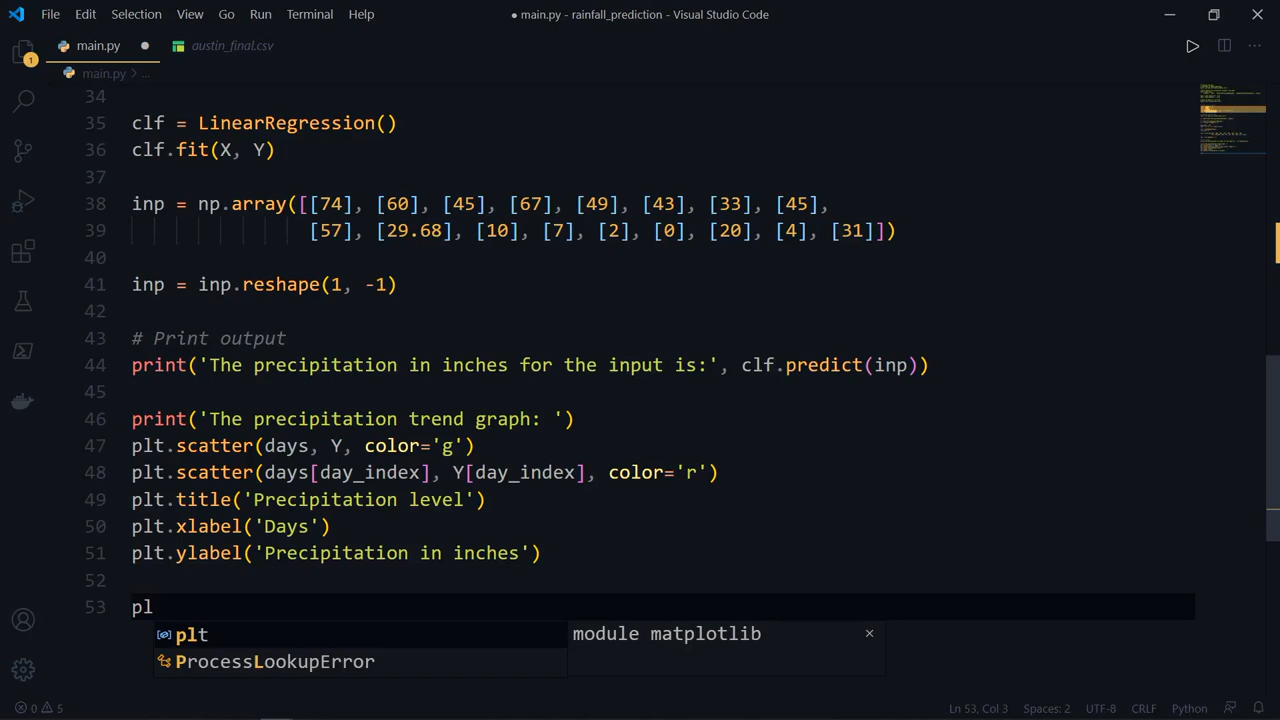 File Edit Selection View Go Run Terminal Help
● main.py - rainfall_prediction - Visual Studio Code
main.py ● austin_final.csv
main.py > ...
1
34
35 clf = LinearRegression()
36 clf.fit(X, Y)
37
38 inp = np.array([[74], [60], [45], [67], [49], [43], [33], [45],
39 [57], [29.68], [10], [7], [2], [0], [20], [4], [31]])
40
41 inp = inp.reshape(1, -1)
42
43 # Print output
44 print('The precipitation in inches for the input is:', clf.predict(inp))
45
46 print('The precipitation trend graph: ')
47 plt.scatter(days, Y, color='g')
48 plt.scatter(days[day_index], Y[day_index], color='r')
49 plt.title('Precipitation level')
50 plt.xlabel('Days')
51 plt.ylabel('Precipitation in inches')
52
53 pl
plt module matplotlib
ProcessLookupError
0 5 Ln 53, Col 3 Spaces: 2 UTF-8 CRLF Python